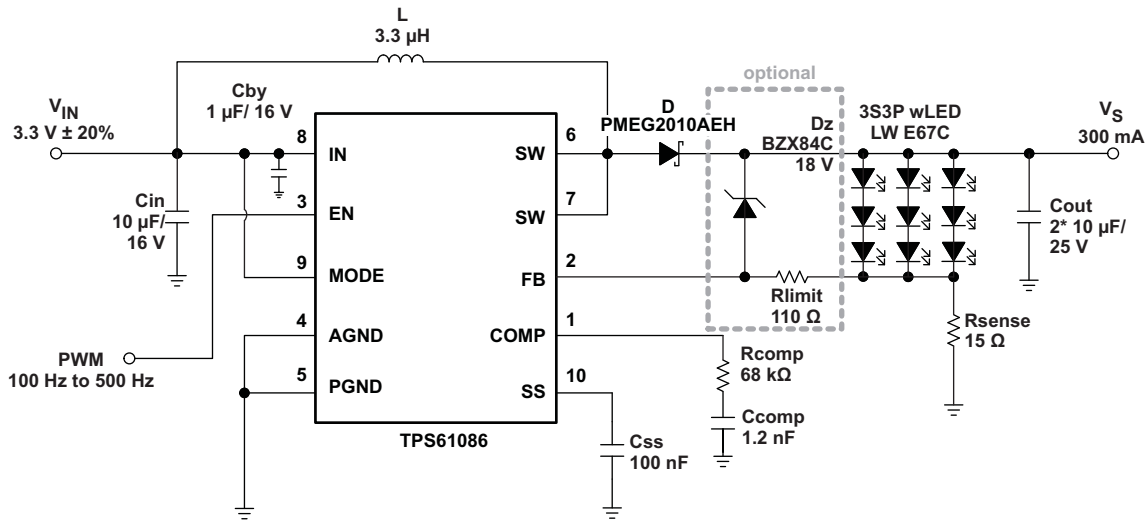 L
3.3 µH
optional
Cby
1 µF/ 16 V
VIN
3.3 V ± 20%
D
PMEG2010AEH
Dz
BZX84C
18 V
3S3P wLED
LW E67C
VS
300 mA
8
IN
SW
6
Cin
10 µF/
16 V
3
EN
SW
7
Cout
2* 10 µF/
25 V
9
MODE
FB
2
Rlimit
110 Ω
4
AGND
COMP
1
Rsense
15 Ω
PWM
100 Hz to 500 Hz
5
PGND
SS
10
Rcomp
68 kΩ
Ccomp
1.2 nF
TPS61086
Css
100 nF